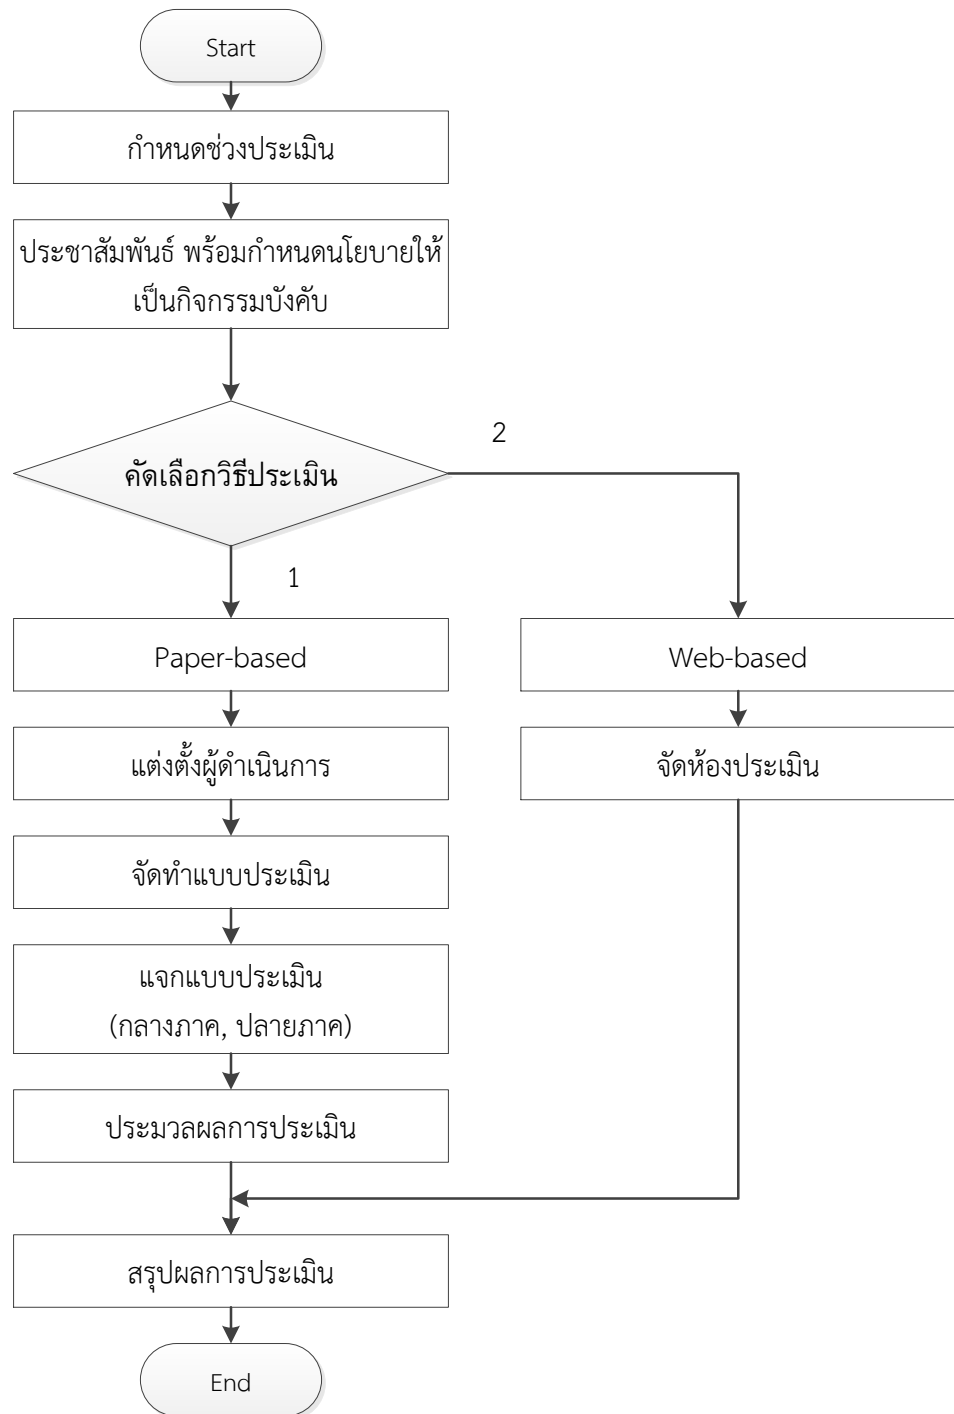 Start
กำหนดช่วงประเมิน
ประชาสัมพันธ์ พร้อมกำหนดนโยบายให้
เป็นกิจกรรมบังคับ
คัดเลือกวิธีประเมิน
2
1
Paper-based
Web-based
แต่งตั้งผู้ดำเนินการ
จัดห้องประเมิน
จัดทำแบบประเมิน
แจกแบบประเมิน
(กลางภาค, ปลายภาค)
ประมวลผลการประเมิน
สรุปผลการประเมิน
End